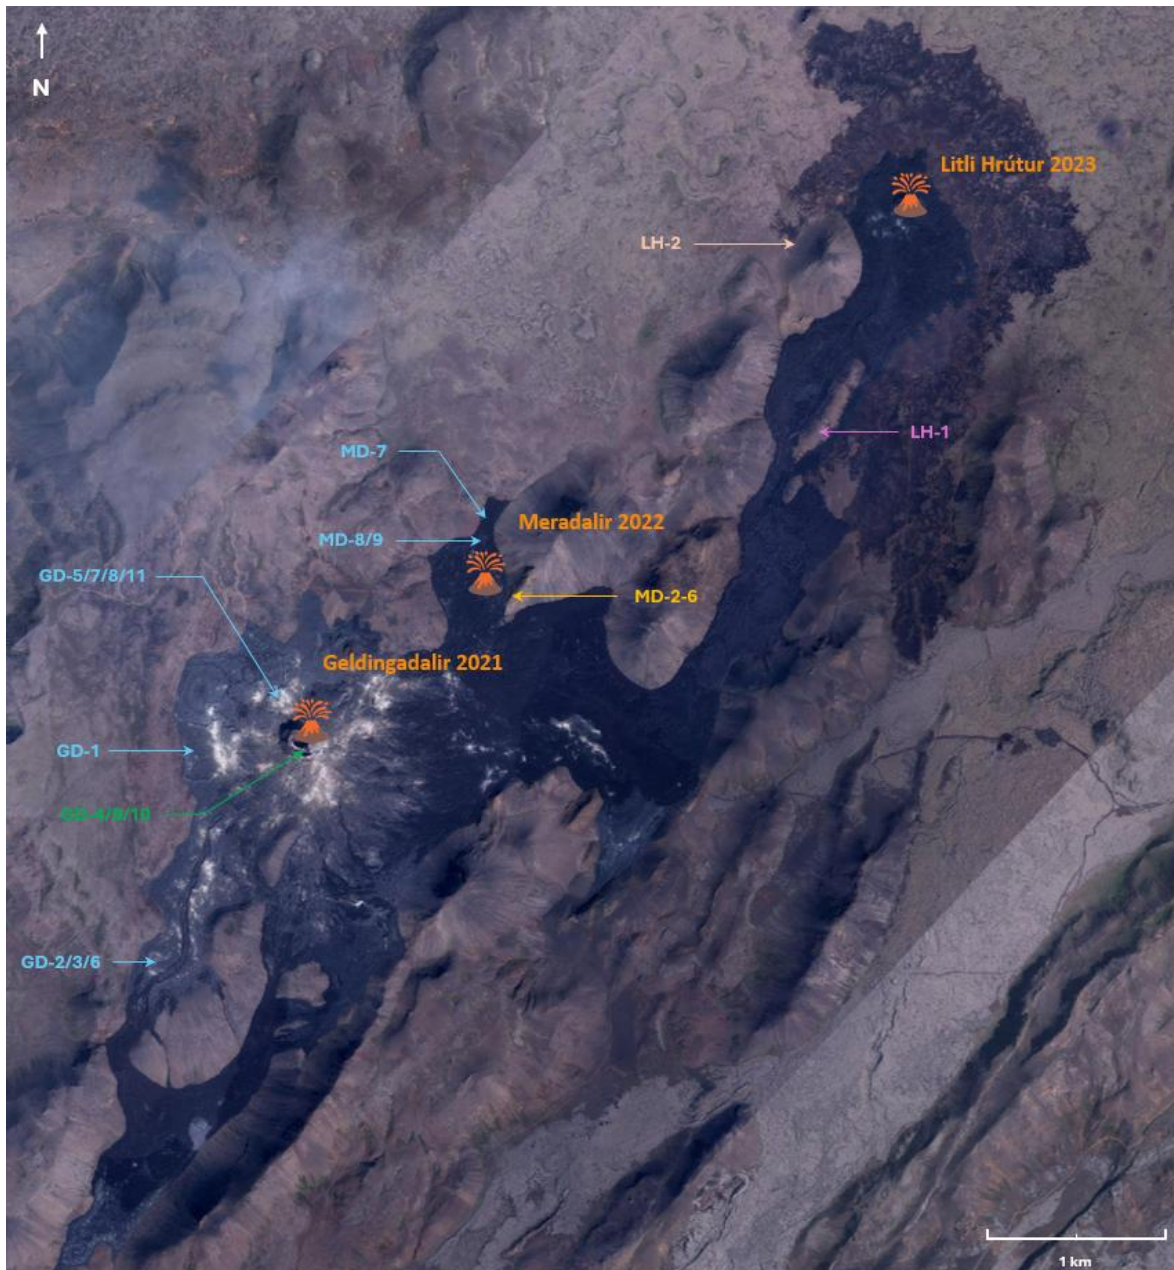 N
Litli Hrútur 2023
LH-2
LH-1
MD-7
Meradalir 2022
MD-8/9
GD-5/7/8/11
MD-2-6
Geldingadalir 2021
GD-1
GD-4/9/10
GD-2/3/6
1 km